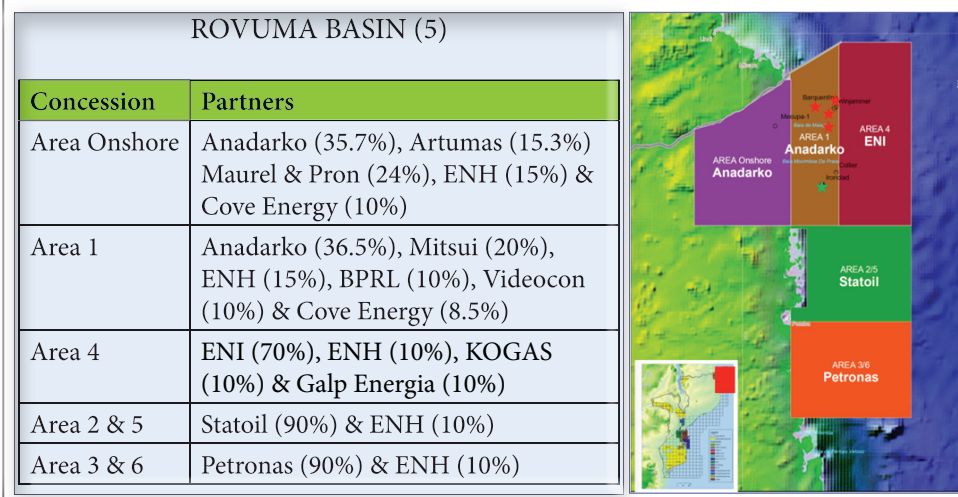 ROVUMA BASIN (5)
Concession Partners
Area Onshore Anadarko (35.7%), Artumas (15.3%)
Maurel & Pron (24%), ENH (15%) &
Cove Energy (10%)
Area 1 Anadarko (36.5%), Mitsui (20%),
ENH (15%), BPRL (10%), Videocon
(10%) & Cove Energy (8.5%)
Area 4 ENI (70%), ENH (10%), KOGAS
(10%) & Galp Energia (10%)
Area 2 & 5 Statoil (90%) & ENH (10%)
Area 3 & 6 Petronas (90%) & ENH (10%)
Mecupa-1
AREA 1
Anadarko
AREA 4
ENI
AREA Onshore
Anadarko
Collier
Ironclad
AREA 2/5
Statoil
AREA 3/6
Petronas